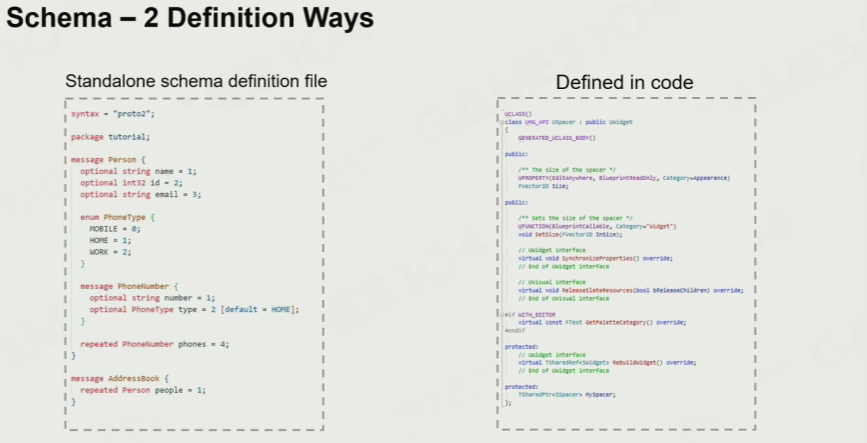 Schema – 2 Definition Ways
Standalone schema definition file
syntax = "proto2";
package tutorial;
message Person {
optional string name = 1;
optional int32 id = 2;
optional string email = 3;
enum PhoneType {
MOBILE = 0;
HOME = 1;
WORK = 2;
}
message PhoneNumber {
optional string number = 1;
optional PhoneType type = 2 [default = HOME];
}
repeated PhoneNumber phones = 4;
}
message AddressBook {
repeated Person people = 1;
}
Defined in code
UCLASS()
class UMG_API USpacer : public UWidget
{
GENERATED_UCLASS_BODY()
public:
/** The size of the spacer */
UPROPERTY(EditAnywhere, BlueprintReadOnly, Category=Appearance)
FVector2D Size;
public:
/** Sets the size of the spacer */
UFUNCTION(BlueprintCallable, Category="Widget")
void SetSize(FVector2D InSize);
// UWidget interface
virtual void SynchronizeProperties() override;
// End of UWidget interface
// UVisual interface
virtual void ReleaseSlateResources(bool bReleaseChildren) override;
// End of UVisual interface
#if WITH_EDITOR
virtual const FText GetPaletteCategory() override;
#endif
protected:
// UWidget interface
virtual TSharedRef<SWidget> RebuildWidget() override;
// End of UWidget interface
protected:
TSharedPtr<SSpacer> MySpacer;
};